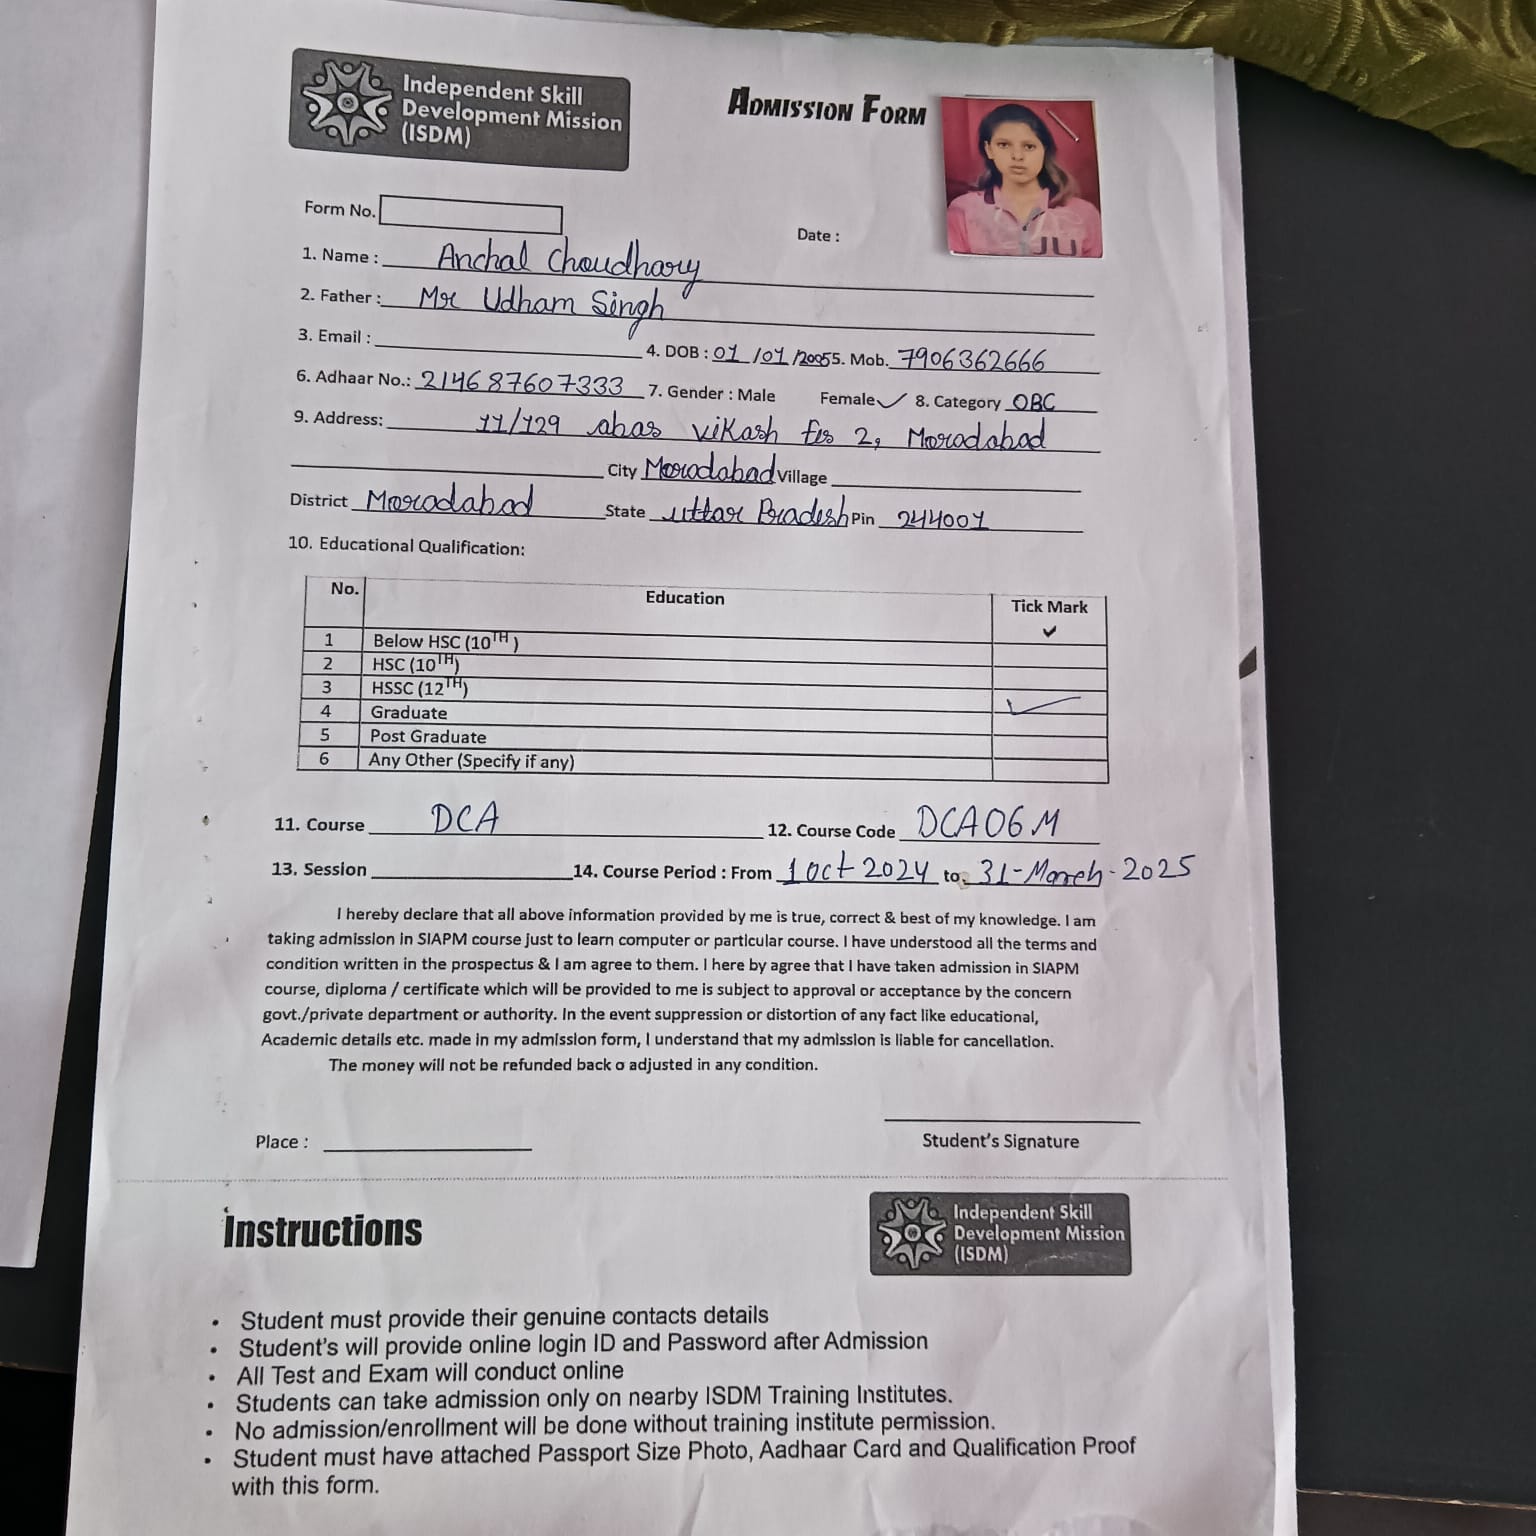 Independent Skill
Development Mission
(ISDM)
ADMISSION FORM
JU
Form No.
Date :
1. Name : Anchal Choudhary
2. Father : Mr Udham Singh
3. Email : 4. DOB : 01/01/2005 5. Mob. 7906362666
6. Adhaar No.: 214687607333 7. Gender : Male Female ✓ 8. Category OBC
9. Address: 11/129 abas vikash fes 2, Moradabad
City Moradabad Village
District Moradabad State Uttar Pradesh Pin 244001
10. Educational Qualification:
No. Education Tick Mark
✓
1 Below HSC (10TH)
2 HSC (10TH)
3 HSSC (12TH) ✓
4 Graduate
5 Post Graduate
6 Any Other (Specify if any)
11. Course DCA 12. Course Code DCA06M
13. Session 14. Course Period : From 1 Oct 2024 to 31-March-2025
I hereby declare that all above information provided by me is true, correct & best of my knowledge. I am
taking admission in SIAPM course just to learn computer or particular course. I have understood all the terms and
condition written in the prospectus & I am agree to them. I here by agree that I have taken admission in SIAPM
course, diploma / certificate which will be provided to me is subject to approval or acceptance by the concern
govt./private department or authority. In the event suppression or distortion of any fact like educational,
Academic details etc. made in my admission form, I understand that my admission is liable for cancellation.
The money will not be refunded back o adjusted in any condition.
Place :
Student's Signature
Instructions
Independent Skill
Development Mission
(ISDM)
• Student must provide their genuine contacts details
• Student's will provide online login ID and Password after Admission
• All Test and Exam will conduct online
• Students can take admission only on nearby ISDM Training Institutes.
• No admission/enrollment will be done without training institute permission.
• Student must have attached Passport Size Photo, Aadhaar Card and Qualification Proof
with this form.